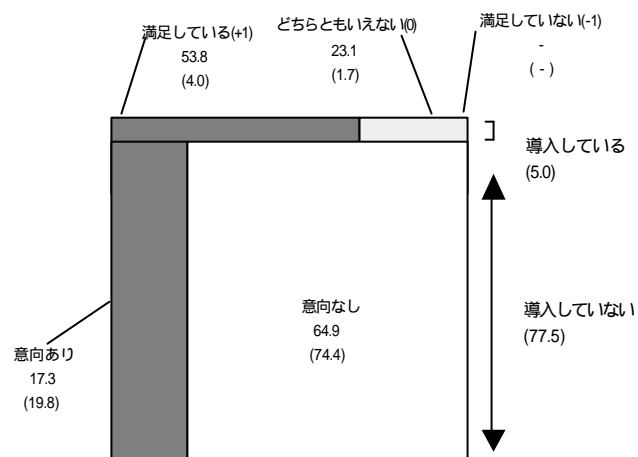 満足している(+1)
53.8
(4.0)
どちらともいえない(0)
23.1
(1.7)
満足していない(-1)
-
( - )
導入している
(5.0)
意向なし
64.9
(74.4)
導入していない
(77.5)
意向あり
17.3
(19.8)